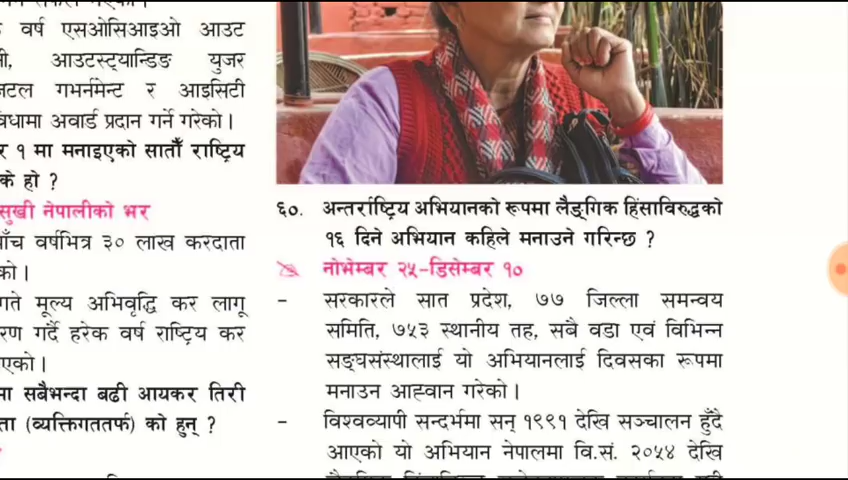 वर्ष एसओसिआइओ आउट
आउटस्ट्यान्डिङ युजर
गभर्नमेन्ट र आइसिटी
विधामा अवार्ड प्रदान गर्ने गरेको।
र १ मा मनाइएको सातौँ राष्ट्रिय
के हो ?
सुखी नेपालीको भर
पाँच वर्षभित्र ३० लाख करदाता
को।
गते मूल्य अभिवृद्धि कर लागू
रण गर्दै हरेक वर्ष राष्ट्रिय कर
एको।
मा सबैभन्दा बढी आयकर तिरी
ता (व्यक्तिगततर्फ) को हुन् ?
६०. अन्तर्राष्ट्रिय अभियानको रूपमा लैङ्गिक हिंसाविरुद्धको
१६ दिने अभियान कहिले मनाउने गरिन्छ ?
नोभेम्बर २५-डिसेम्बर १०
- सरकारले सात प्रदेश, ७७ जिल्ला समन्वय
समिति, ७५३ स्थानीय तह, सबै वडा एवं विभिन्न
सङ्घसंस्थालाई यो अभियानलाई दिवसका रूपमा
मनाउन आह्वान गरेको।
- विश्वव्यापी सन्दर्भमा सन् १९९१ देखि सञ्चालन हुँदै
आएको यो अभियान नेपालमा वि.सं. २०५४ देखि